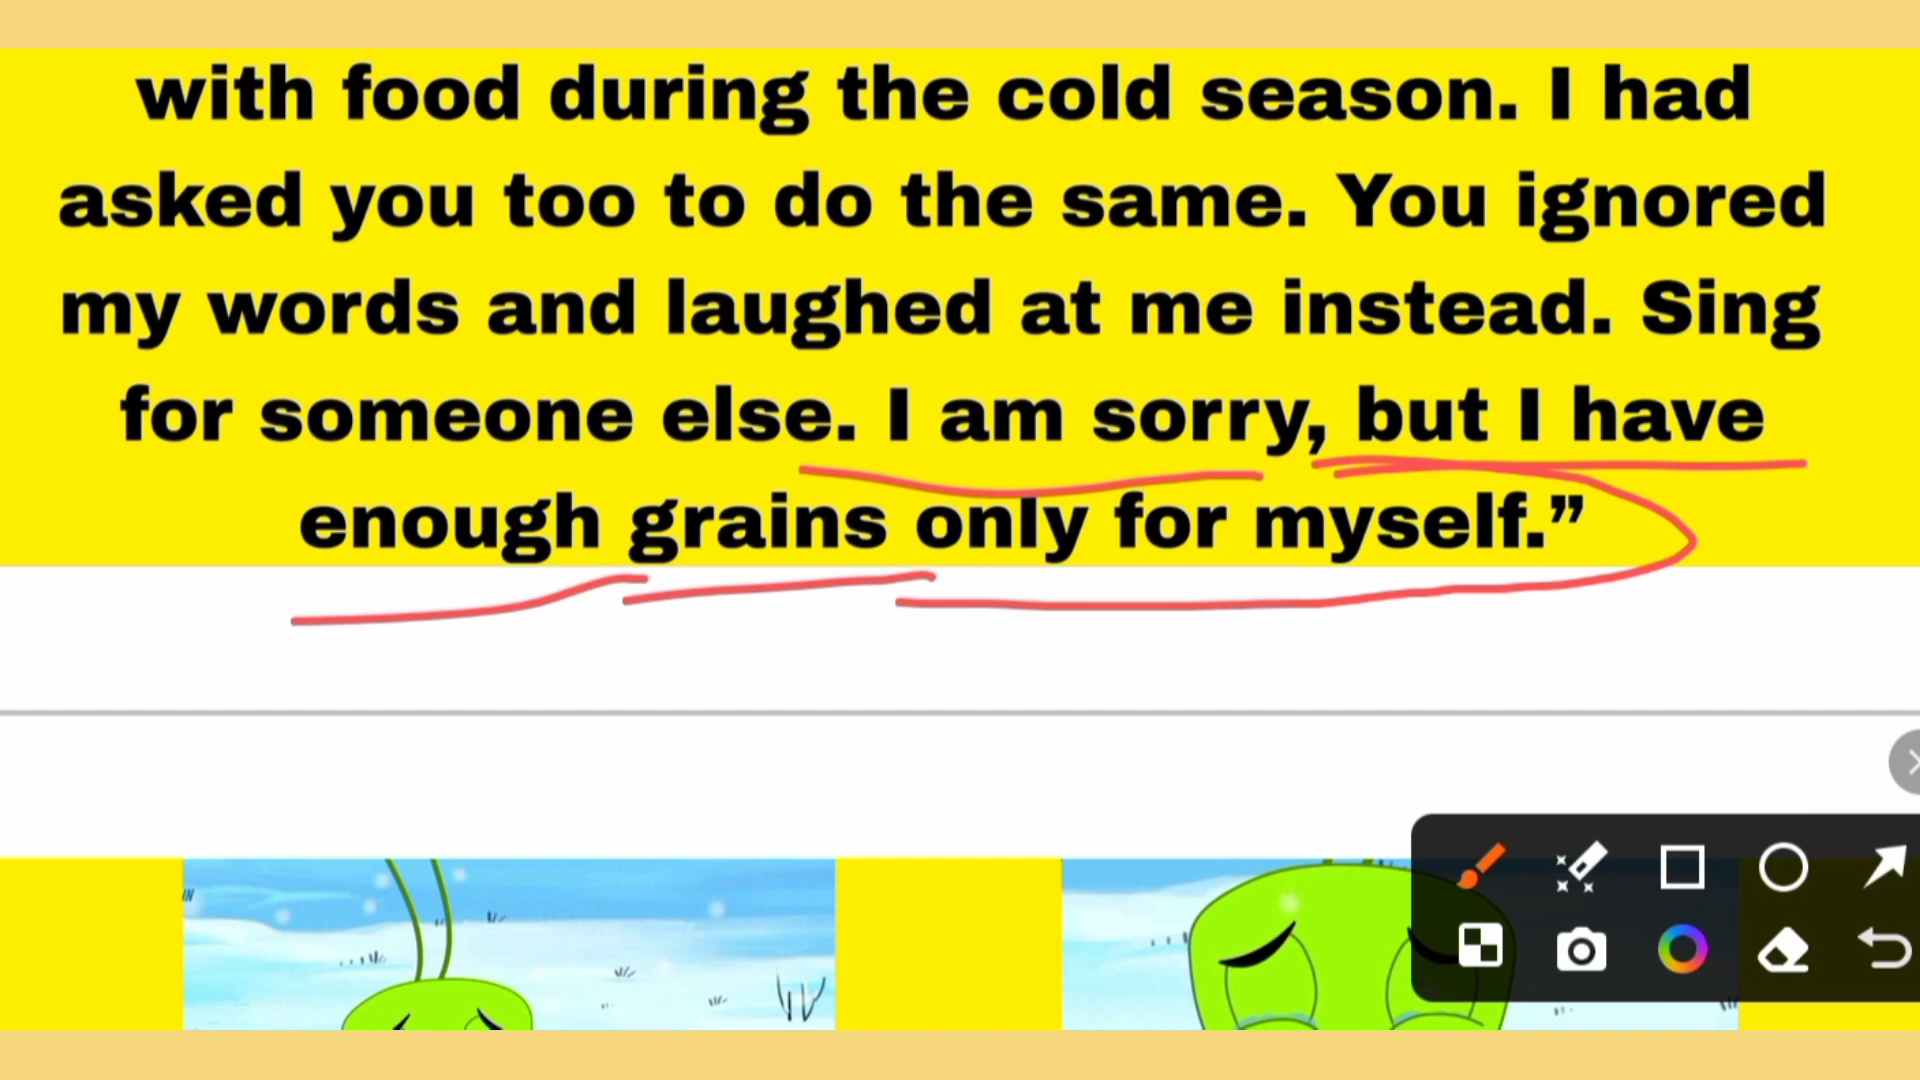 with food during the cold season. I had
asked you too to do the same. You ignored
my words and laughed at me instead. Sing
for someone else. I am sorry, but I have
enough grains only for myself.”